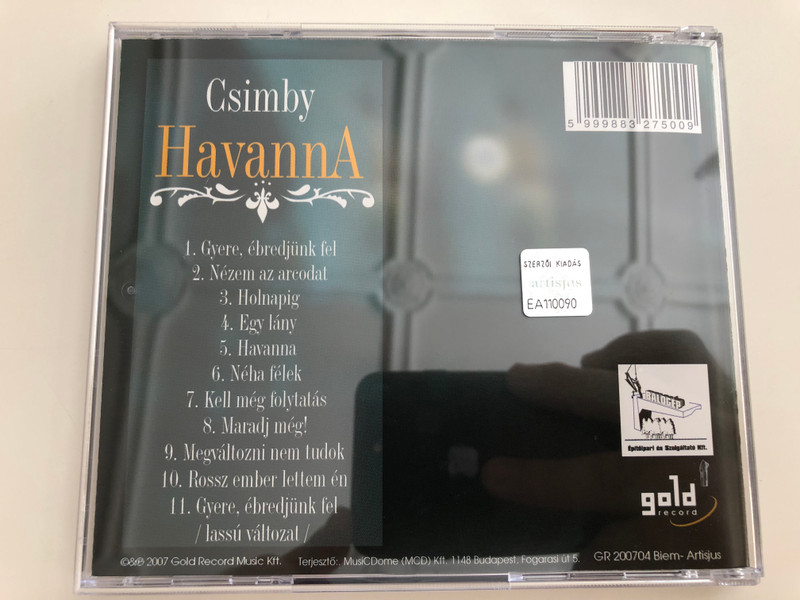 Csimby
HavannA
1. Gyere, ébredjünk fel
2. Nézem az arcodat
3. Holnapig
4. Egy lány
5. Havanna
6. Néha félek
7. Kell még folytatás
8. Maradj még!
9. Megváltozni nem tudok
10. Rossz ember lettem én
11. Gyere, ébredjünk fel
/ lassú változat /
5 999883 275009
SZERZŐI KIADÁS
artisjus
EA110090
BALOGÉP
Építőipari és Szolgáltató Kft.
gold
record
©&℗ 2007 Gold Record Music Kft. Terjesztő:. MusiCDome (MCD) Kft. 1148 Budapest, Fogarasi út 5. GR 200704 Biem- Artisjus